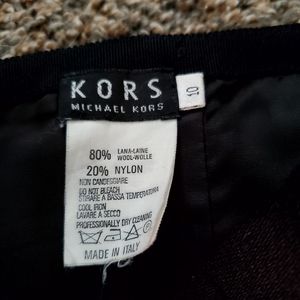 KORS
MICHAEL KORS
10
80% LANA-LAINE
WOOL-WOLLE
20% NYLON
NON CANDEGGIARE
DO NOT BLEACH
STIRARE A BASSA TEMPERATURA
COOL IRON
LAVARE A SECCO
PROFESSIONALLY DRY CLEANING
MADE IN ITALY